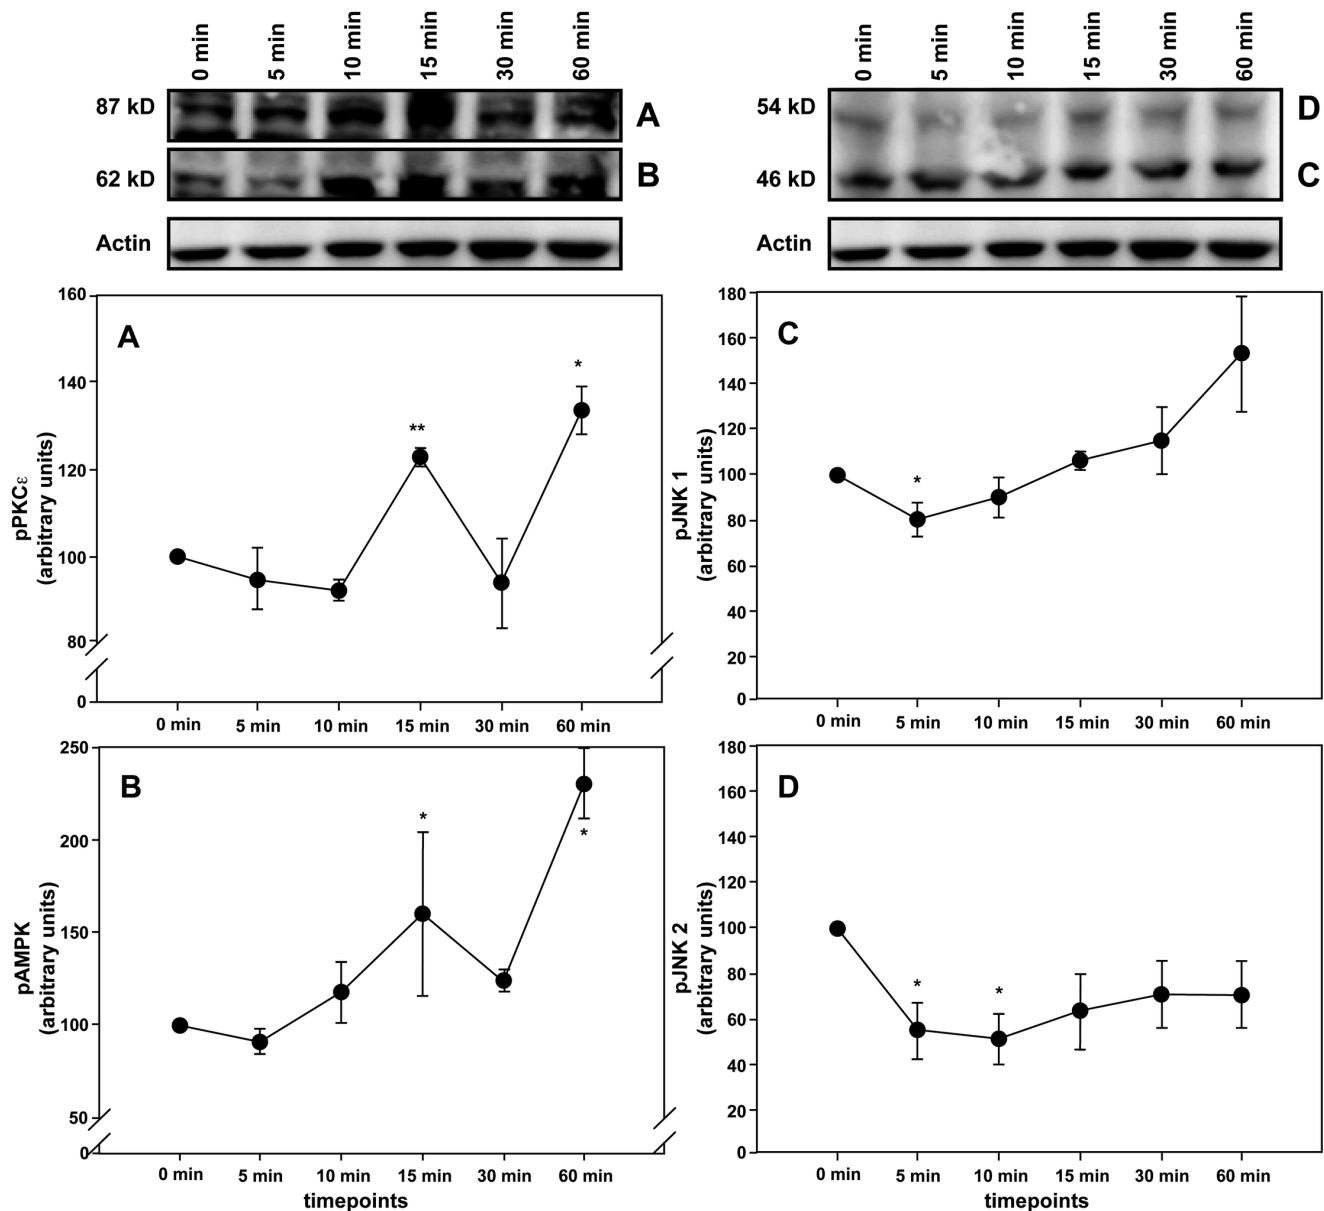 0 min 5 min 10 min 15 min 30 min 60 min
87 kD A
62 kD B
Actin
0 min 5 min 10 min 15 min 30 min 60 min
54 kD D
46 kD C
Actin
A
pPKCε
(arbitrary units)
160
140
120
100
80
0
** *
0 min 5 min 10 min 15 min 30 min 60 min
C
pJNK 1
(arbitrary units)
180
160
140
120
100
80
60
40
20
0
*
0 min 5 min 10 min 15 min 30 min 60 min
B
pAMPK
(arbitrary units)
250
200
150
100
50
0
* *
0 min 5 min 10 min 15 min 30 min 60 min
timepoints
D
pJNK 2
(arbitrary units)
180
160
140
120
100
80
60
40
20
0
* *
0 min 5 min 10 min 15 min 30 min 60 min
timepoints